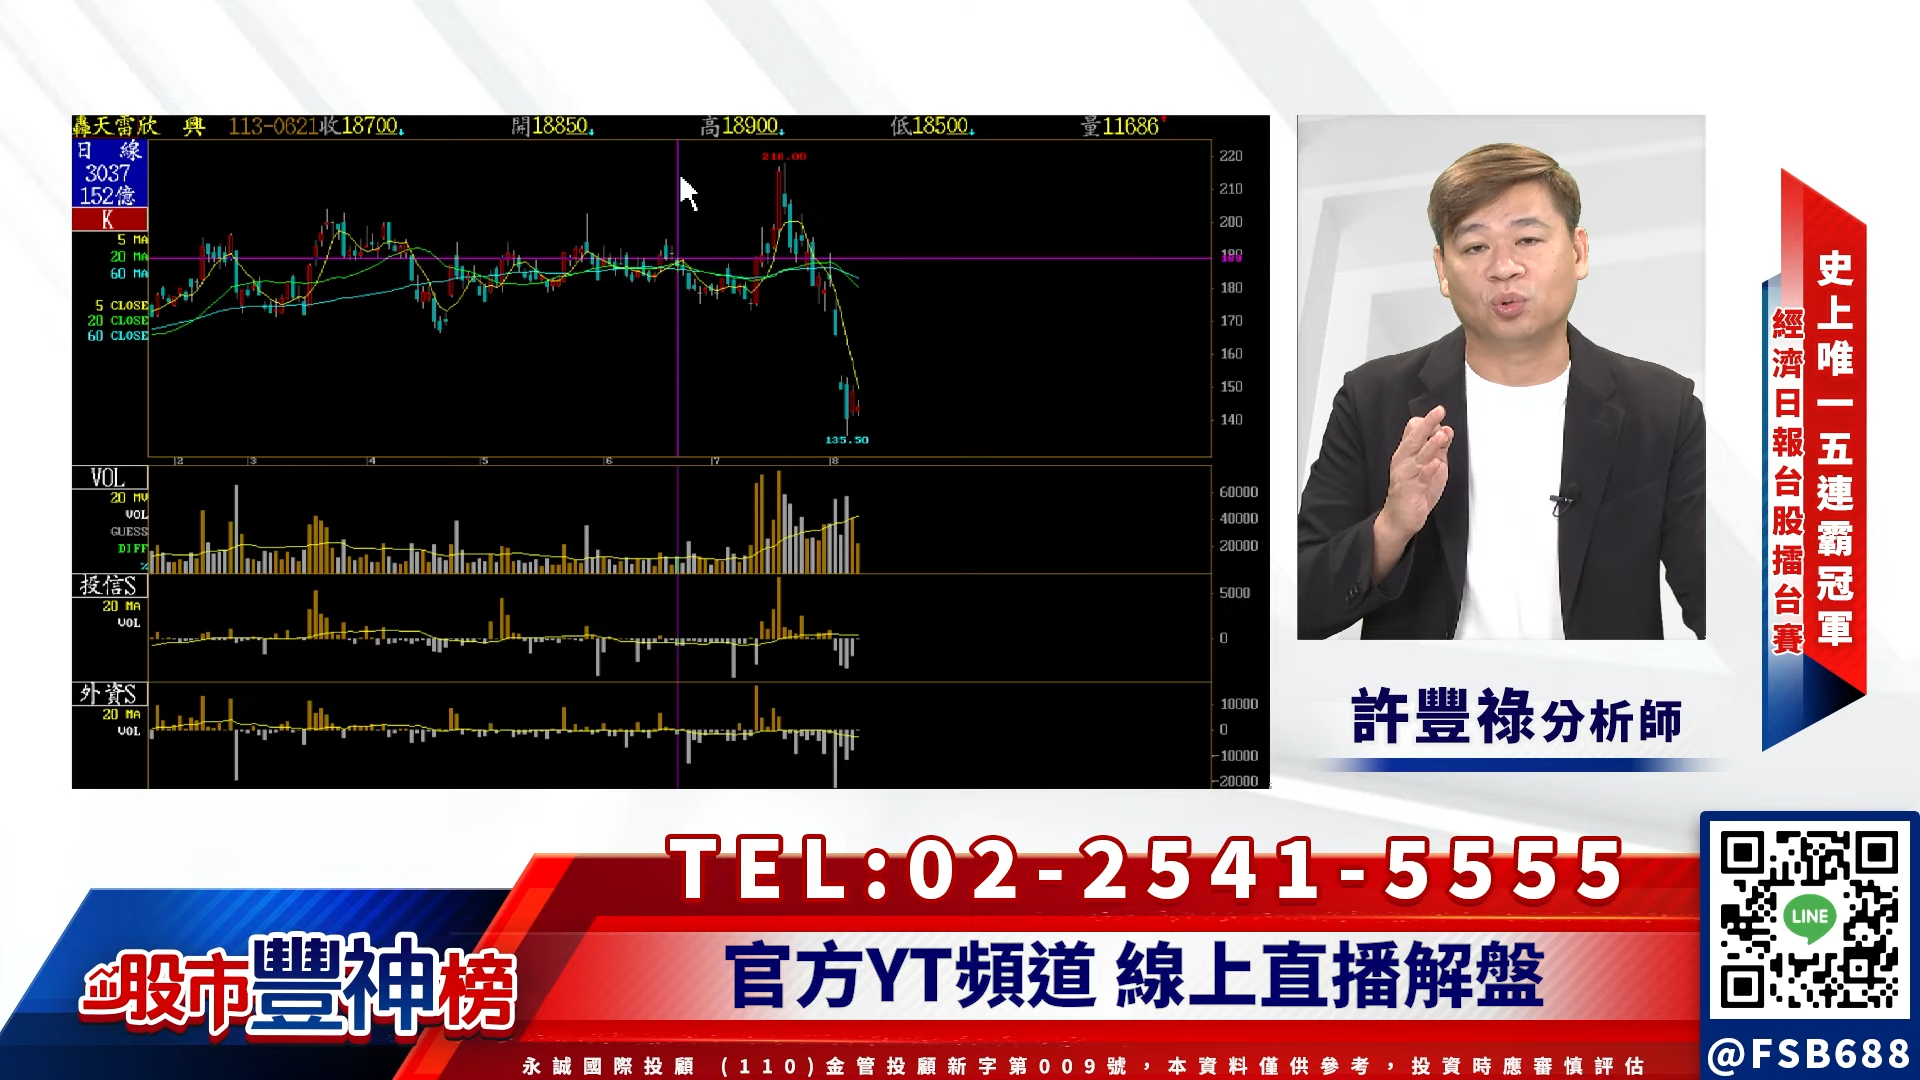 轟天雷欣 興 113-0621收18700 開18850 高18900 低18500 量11686
日 線
3037
152億
K
5 MA
20 MA
60 MA
5 CLOSE
20 CLOSE
60 CLOSE
218.00
135.50
220
210
200
190
189
180
170
160
150
140
2 3 4 5 6 7 8
VOL
20 MV
VOL
GUESS
DIFF
%
60000
40000
20000
投信S
20 MA
VOL
5000
0
外資S
20 MA
VOL
10000
0
-10000
-20000
史上唯一五連霸冠軍
經濟日報台股擂台賽
許豐祿分析師
TEL:02-2541-5555
官方YT頻道 線上直播解盤
股市豐神榜
永誠國際投顧 (110)金管投顧新字第009號，本資料僅供參考，投資時應審慎評估
LINE
@FSB688